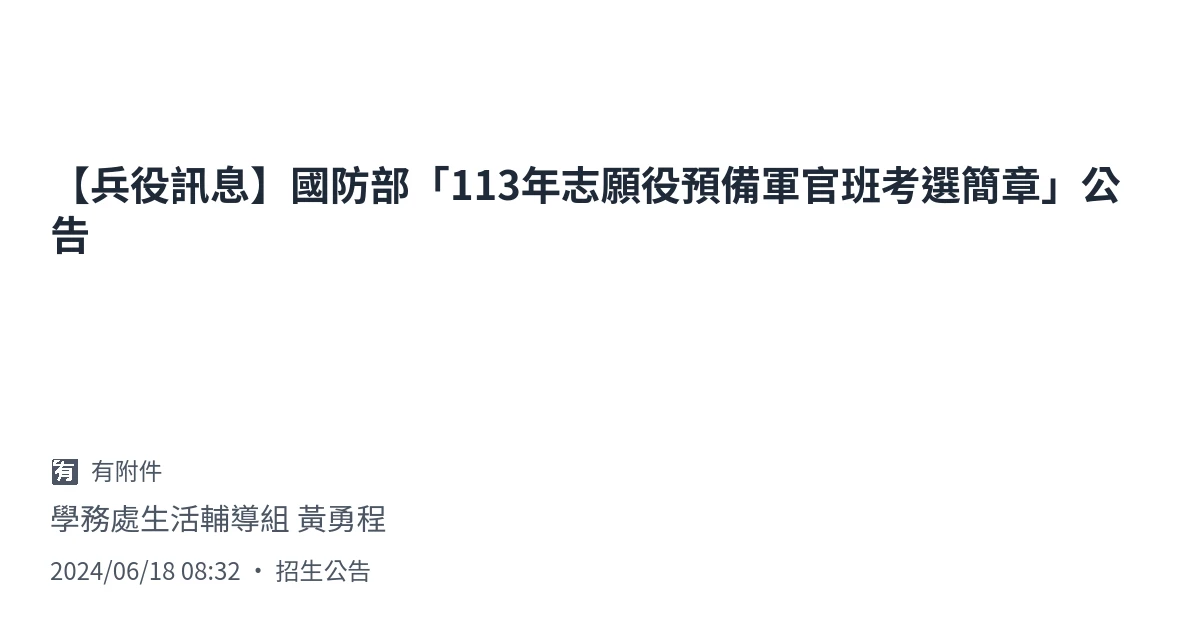 【兵役訊息】國防部「113年志願役預備軍官班考選簡章」公
告
有 有附件
學務處生活輔導組 黃勇程
2024/06/18 08:32 • 招生公告